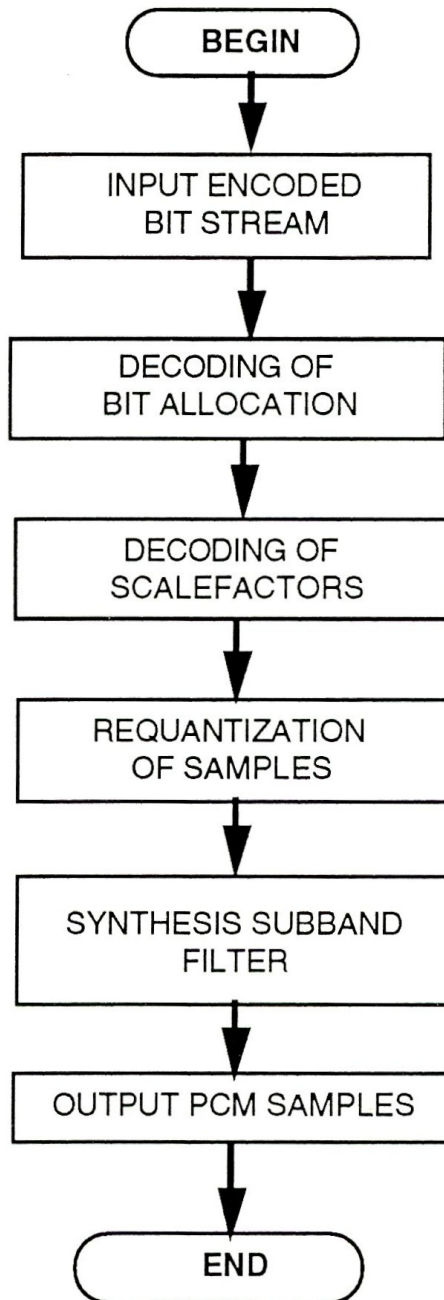 BEGIN
INPUT ENCODED
BIT STREAM
DECODING OF
BIT ALLOCATION
DECODING OF
SCALEFACTORS
REQUANTIZATION
OF SAMPLES
SYNTHESIS SUBBAND
FILTER
OUTPUT PCM SAMPLES
END